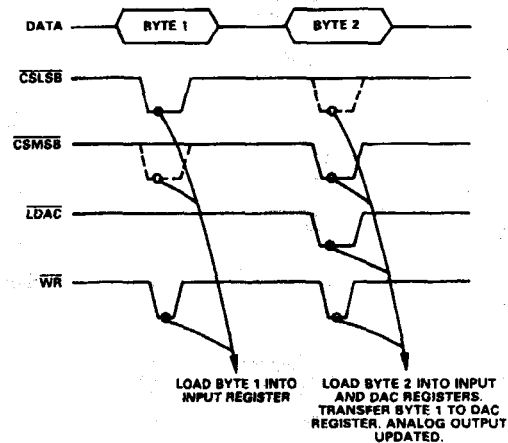 DATA
BYTE 1
BYTE 2
CSLSB
CSMSB
LDAC
WR
LOAD BYTE 1 INTO
INPUT REGISTER
LOAD BYTE 2 INTO INPUT
AND DAC REGISTERS.
TRANSFER BYTE 1 TO DAC
REGISTER. ANALOG OUTPUT
UPDATED.